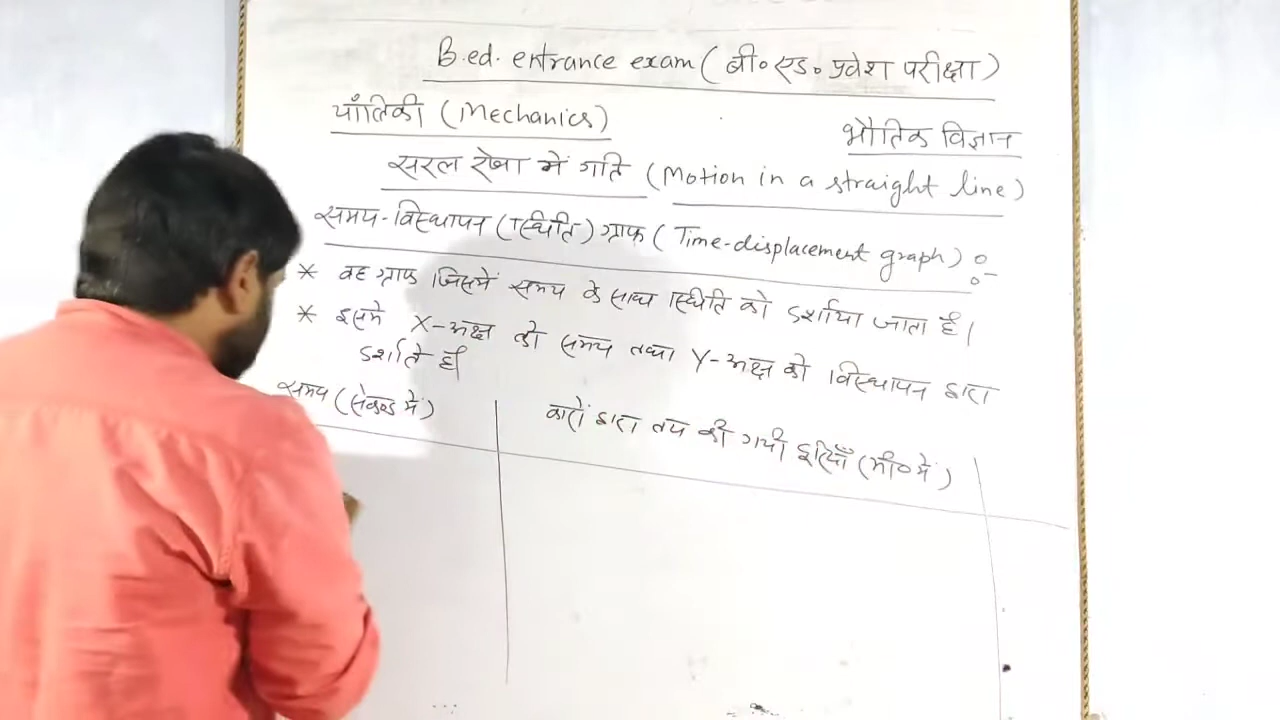 B.ed. entrance exam (बी० एड० प्रवेश परीक्षा)
याँत्रिकी (Mechanics)
भौतिक विज्ञान
सरल रेखा में गति (Motion in a straight line)
समय-विस्थापन (स्थिति) ग्राफ (Time-displacement graph) :-
* वह ग्राफ जिसमें समय के साथ स्थिति को दर्शाया जाता है।
* इसमे X-अक्ष को समय तथा Y-अक्ष को विस्थापन द्वारा
दर्शाते हैं
समय (सेकण्ड में)
कारों द्वारा तय की गयी दूरियाँ (मी० में)